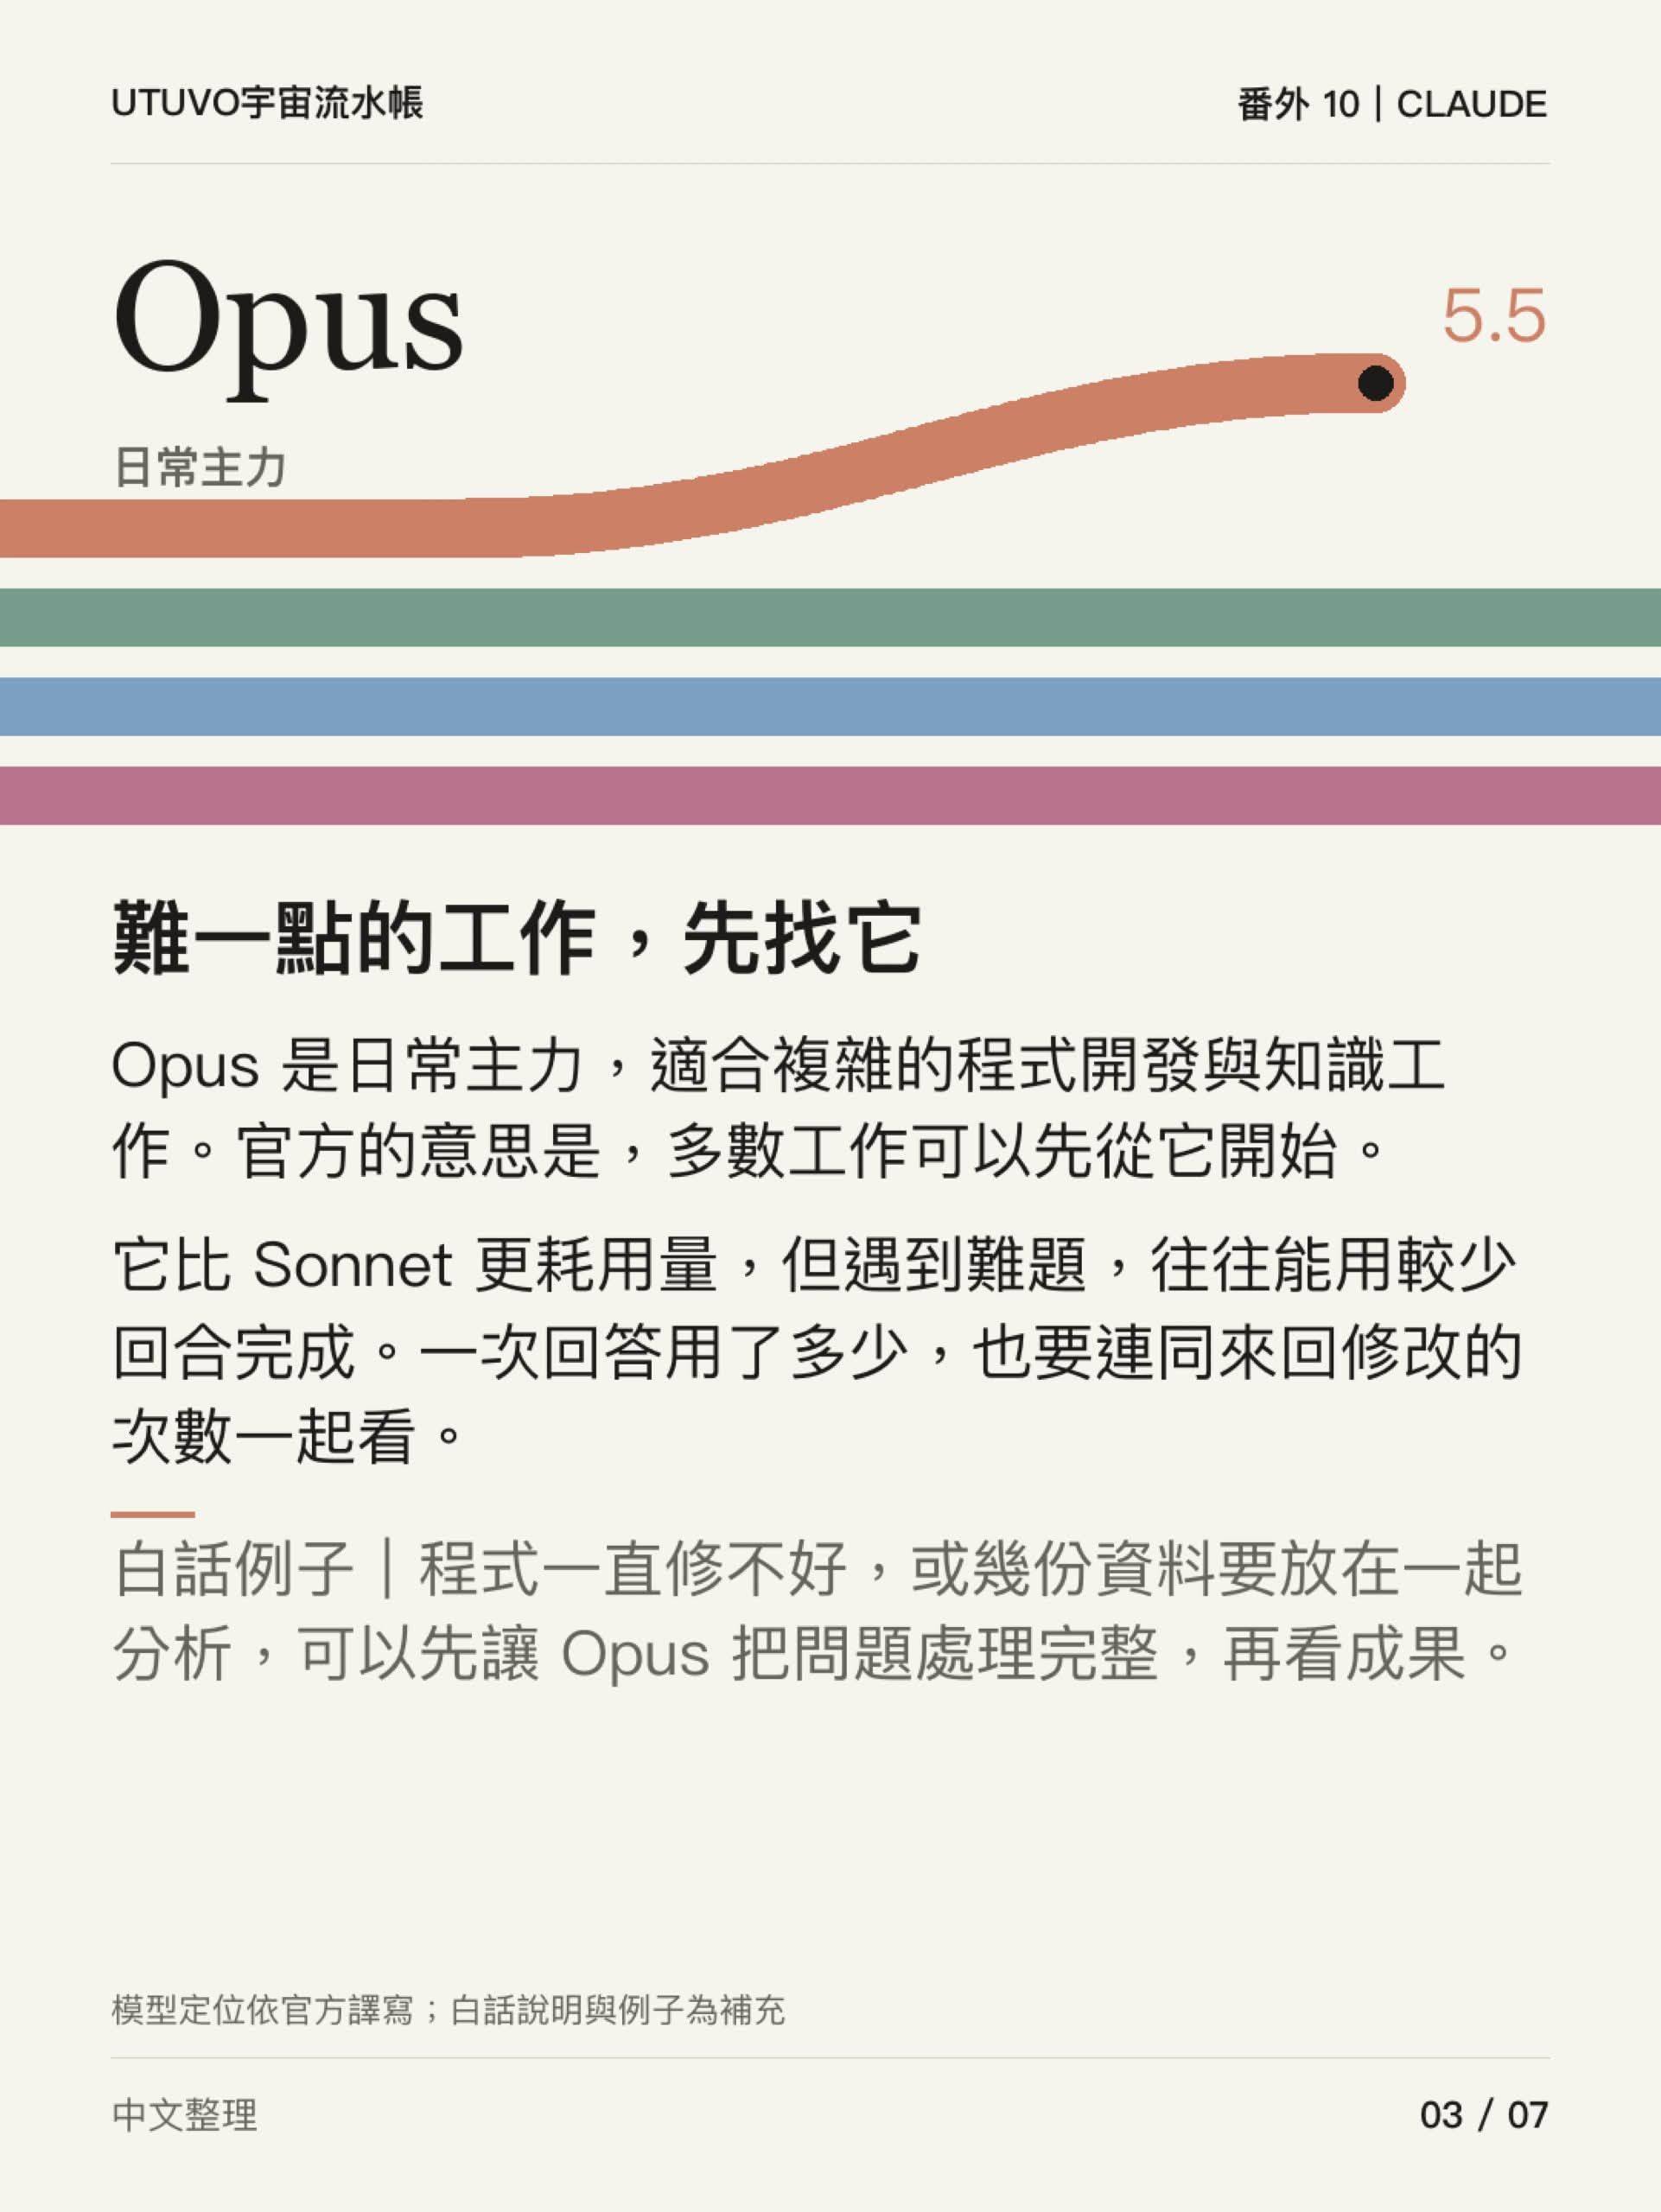 UTUVO宇宙流水帳
番外 10｜CLAUDE
Opus
5.5
日常主力
難一點的工作，先找它
Opus 是日常主力，適合複雜的程式開發與知識工
作。官方的意思是，多數工作可以先從它開始。
它比 Sonnet 更耗用量，但遇到難題，往往能用較少
回合完成。一次回答用了多少，也要連同來回修改的
次數一起看。
白話例子｜程式一直修不好，或幾份資料要放在一起
分析，可以先讓 Opus 把問題處理完整，再看成果。
模型定位依官方譯寫；白話說明與例子為補充
中文整理
03 / 07